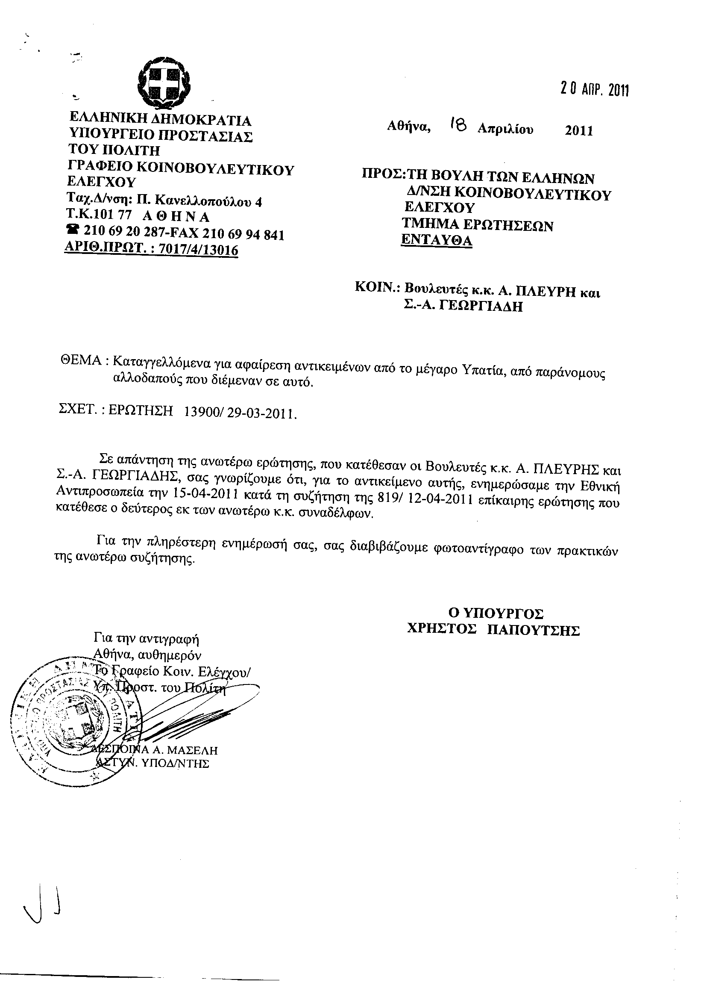 20 ΑΠΡ. 2011
ΕΛΛΗΝΙΚΗ ΔΗΜΟΚΡΑΤΙΑ
ΥΠΟΥΡΓΕΙΟ ΠΡΟΣΤΑΣΙΑΣ
ΤΟΥ ΠΟΛΙΤΗ
ΓΡΑΦΕΙΟ ΚΟΙΝΟΒΟΥΛΕΥΤΙΚΟΥ
ΕΛΕΓΧΟΥ
Ταχ.Δ/νση: Π. Κανελλοπούλου 4
Τ.Κ.101 77 Α Θ Η Ν Α
☎ 210 69 20 287-FAX 210 69 94 841
ΑΡΙΘ.ΠΡΩΤ. : 7017/4/13016
Αθήνα, 18 Απριλίου 2011
ΠΡΟΣ:ΤΗ ΒΟΥΛΗ ΤΩΝ ΕΛΛΗΝΩΝ
Δ/ΝΣΗ ΚΟΙΝΟΒΟΥΛΕΥΤΙΚΟΥ
ΕΛΕΓΧΟΥ
ΤΜΗΜΑ ΕΡΩΤΗΣΕΩΝ
ΕΝΤΑΥΘΑ
ΚΟΙΝ.: Βουλευτές κ.κ. Α. ΠΛΕΥΡΗ και
Σ.-Α. ΓΕΩΡΓΙΑΔΗ
ΘΕΜΑ : Καταγγελλόμενα για αφαίρεση αντικειμένων από το μέγαρο Υπατία, από παράνομους
αλλοδαπούς που διέμεναν σε αυτό.
ΣΧΕΤ. : ΕΡΩΤΗΣΗ 13900/ 29-03-2011.
Σε απάντηση της ανωτέρω ερώτησης, που κατέθεσαν οι Βουλευτές κ.κ. Α. ΠΛΕΥΡΗΣ και
Σ.-Α. ΓΕΩΡΓΙΑΔΗΣ, σας γνωρίζουμε ότι, για το αντικείμενο αυτής, ενημερώσαμε την Εθνική
Αντιπροσωπεία την 15-04-2011 κατά τη συζήτηση της 819/ 12-04-2011 επίκαιρης ερώτησης που
κατέθεσε ο δεύτερος εκ των ανωτέρω κ.κ. συναδέλφων.
Για την πληρέστερη ενημέρωσή σας, σας διαβιβάζουμε φωτοαντίγραφο των πρακτικών
της ανωτέρω συζήτησης.
Ο ΥΠΟΥΡΓΟΣ
ΧΡΗΣΤΟΣ ΠΑΠΟΥΤΣΗΣ
Για την αντιγραφή
Αθήνα, αυθημερόν
Το Γραφείο Κοιν. Ελέγχου/
Υπ. Προστ. του Πολίτη
ΔΕΣΠΟΙΝΑ Α. ΜΑΣΕΛΗ
ΑΣΤΥΝ. ΥΠΟΔ/ΝΤΗΣ